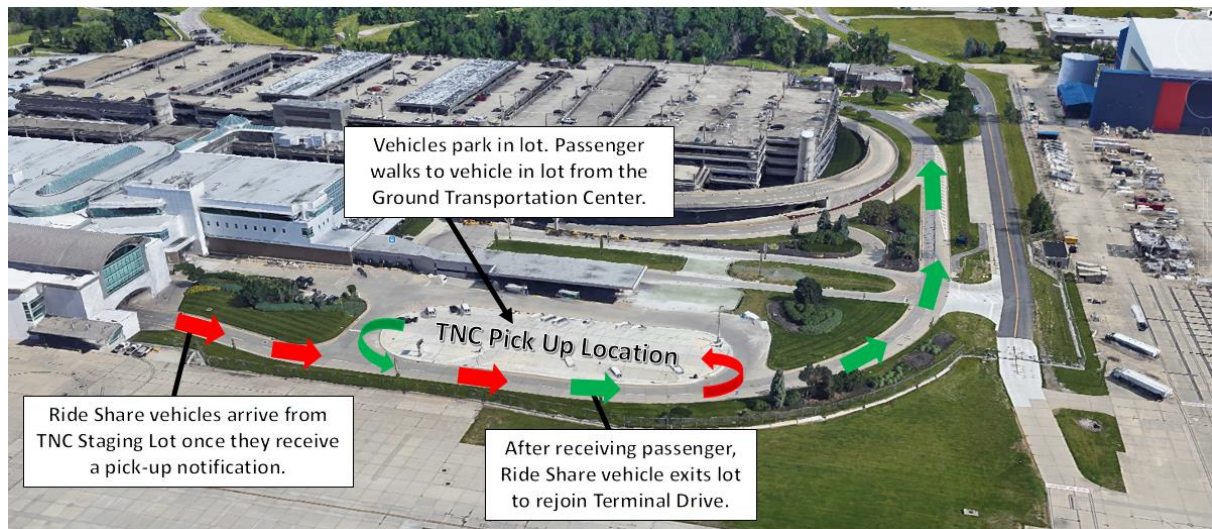 Vehicles park in lot. Passenger
walks to vehicle in lot from the
Ground Transportation Center.
TNC Pick Up Location
Ride Share vehicles arrive from
TNC Staging Lot once they receive
a pick-up notification.
After receiving passenger,
Ride Share vehicle exits lot
to rejoin Terminal Drive.